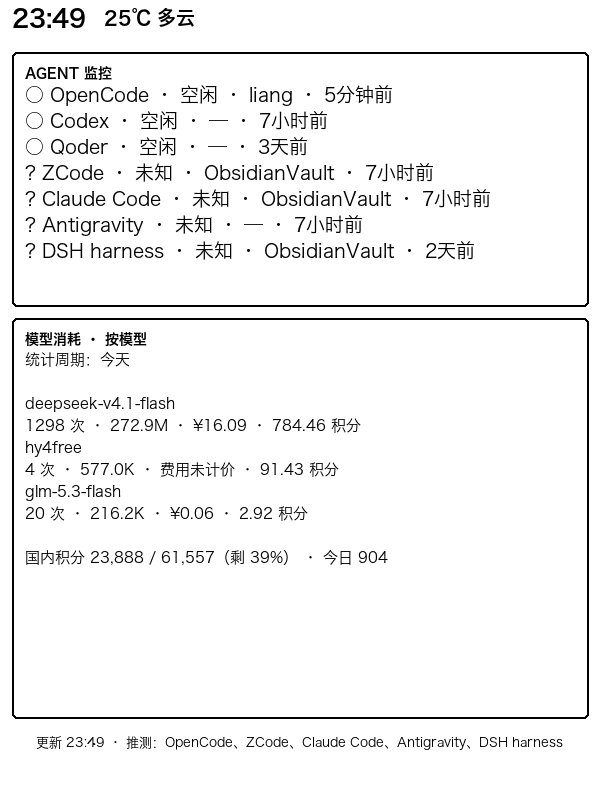 23:49 25℃ 多云
AGENT 监控
○ OpenCode · 空闲 · liang · 5分钟前
○ Codex · 空闲 · — · 7小时前
○ Qoder · 空闲 · — · 3天前
? ZCode · 未知 · ObsidianVault · 7小时前
? Claude Code · 未知 · ObsidianVault · 7小时前
? Antigravity · 未知 · — · 7小时前
? DSH harness · 未知 · ObsidianVault · 2天前
模型消耗 · 按模型
统计周期：今天
deepseek-v4.1-flash
1298 次 · 272.9M · ¥16.09 · 784.46 积分
hy4free
4 次 · 577.0K · 费用未计价 · 91.43 积分
glm-5.3-flash
20 次 · 216.2K · ¥0.06 · 2.92 积分
国内积分 23,888 / 61,557（剩 39%） · 今日 904
更新 23:49 · 推测：OpenCode、ZCode、Claude Code、Antigravity、DSH harness